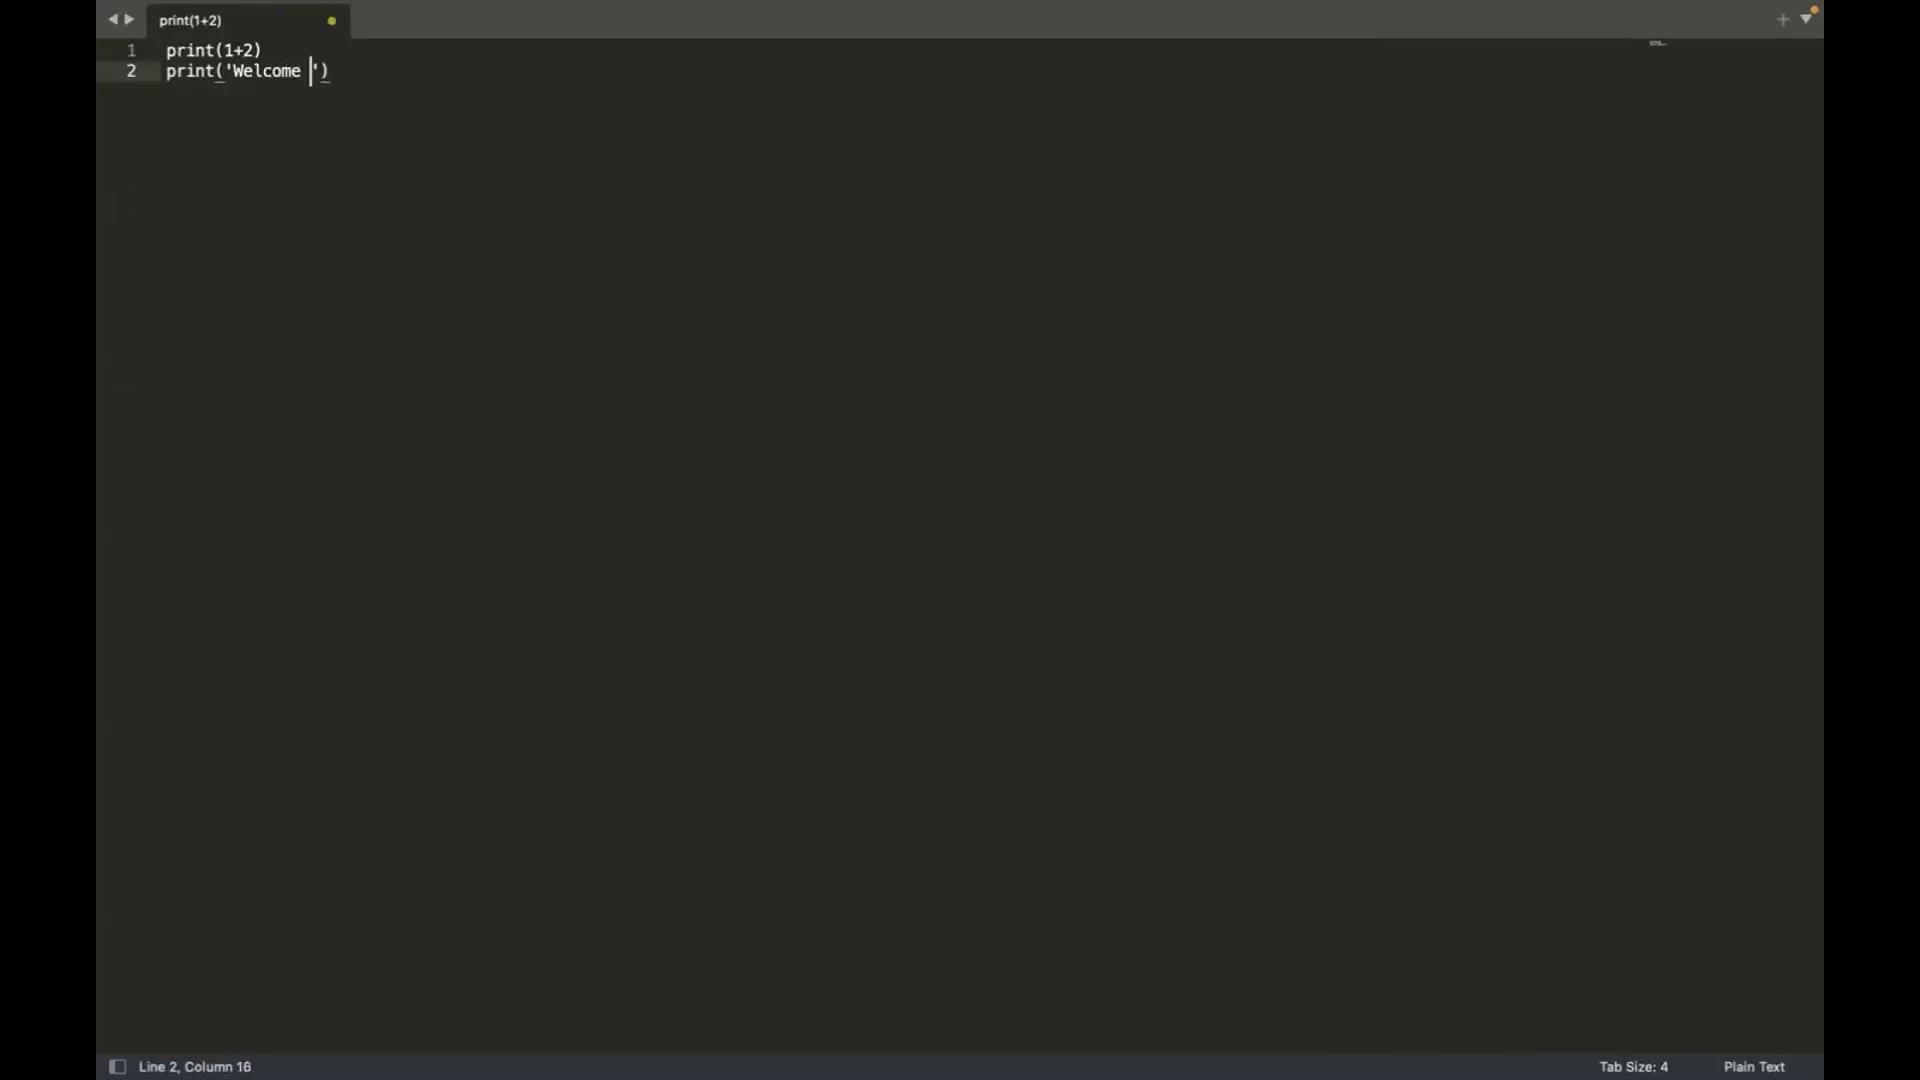 print(1+2)
1 print(1+2)
2 print('Welcome ')
Line 2, Column 16
Tab Size: 4
Plain Text